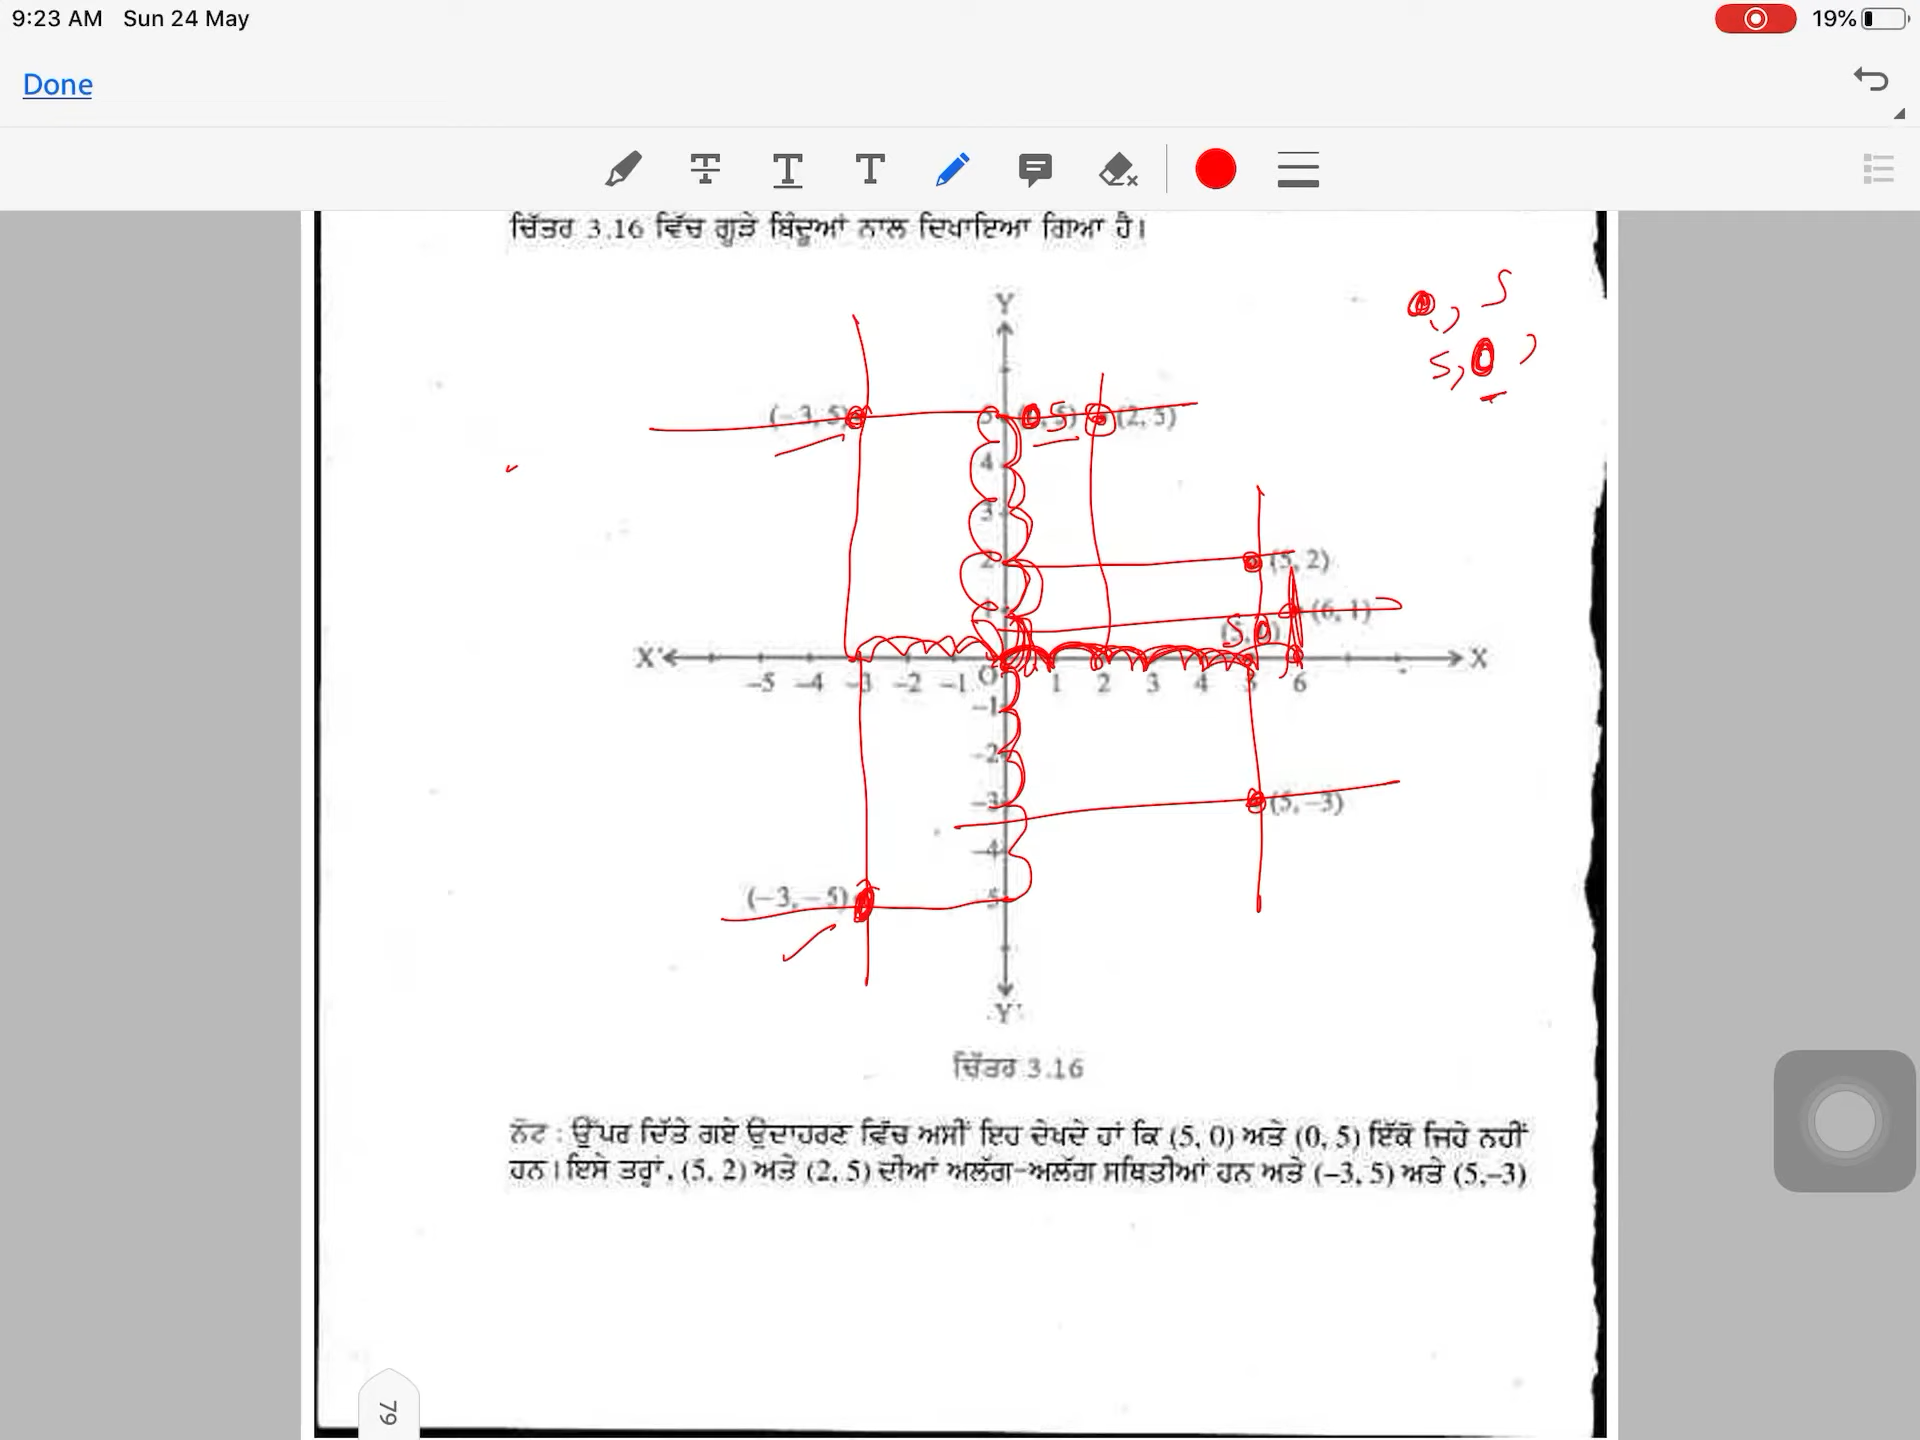 9:23 AM Sun 24 May
19%
Done
ਚਿੱਤਰ 3.16 ਵਿੱਚ ਗੂੜੇ ਬਿੰਦੂਆਂ ਨਾਲ ਦਿਖਾਇਆ ਗਿਆ ਹੈ।
, 5
5, 0 ,
Y
(−3, 5) 5 (0, 5) (2, 5)
4
3
2 (5, 2)
1 (6, 1)
(5, 0)
X' X
−5 −4 −3 −2 −1 O 1 2 3 4 5 6
−1
−2
−3 (5, −3)
−4
(−3, −5) 5
Y'
ਚਿੱਤਰ 3.16
ਨੋਟ : ਉੱਪਰ ਦਿੱਤੇ ਗਏ ਉਦਾਹਰਣ ਵਿੱਚ ਅਸੀਂ ਇਹ ਦੇਖਦੇ ਹਾਂ ਕਿ (5, 0) ਅਤੇ (0, 5) ਇੱਕੋ ਜਿਹੇ ਨਹੀਂ
ਹਨ। ਇਸੇ ਤਰ੍ਹਾਂ, (5, 2) ਅਤੇ (2, 5) ਦੀਆਂ ਅਲੱਗ-ਅਲੱਗ ਸਥਿਤੀਆਂ ਹਨ ਅਤੇ (−3, 5) ਅਤੇ (5,−3)
79